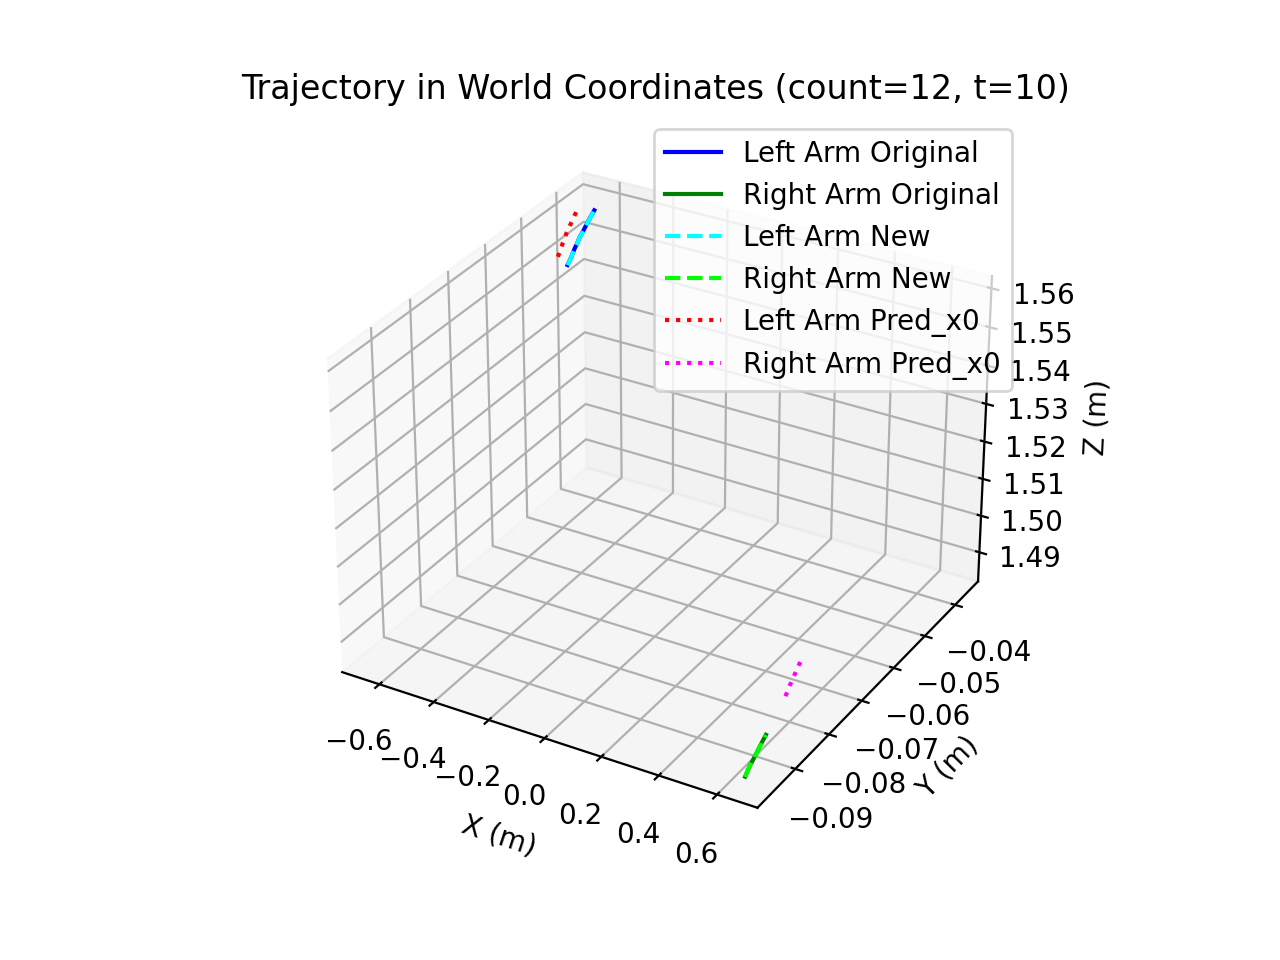 Trajectory in World Coordinates (count=12, t=10)
Left Arm Original
Right Arm Original
Left Arm New
Right Arm New
Left Arm Pred_x0
Right Arm Pred_x0
1.56
1.55
1.54
1.53
1.52
1.51
1.50
1.49
Z (m)
−0.04
−0.05
−0.06
−0.07
−0.08
−0.09
Y (m)
−0.6
−0.4
−0.2
0.0
0.2
0.4
0.6
X (m)